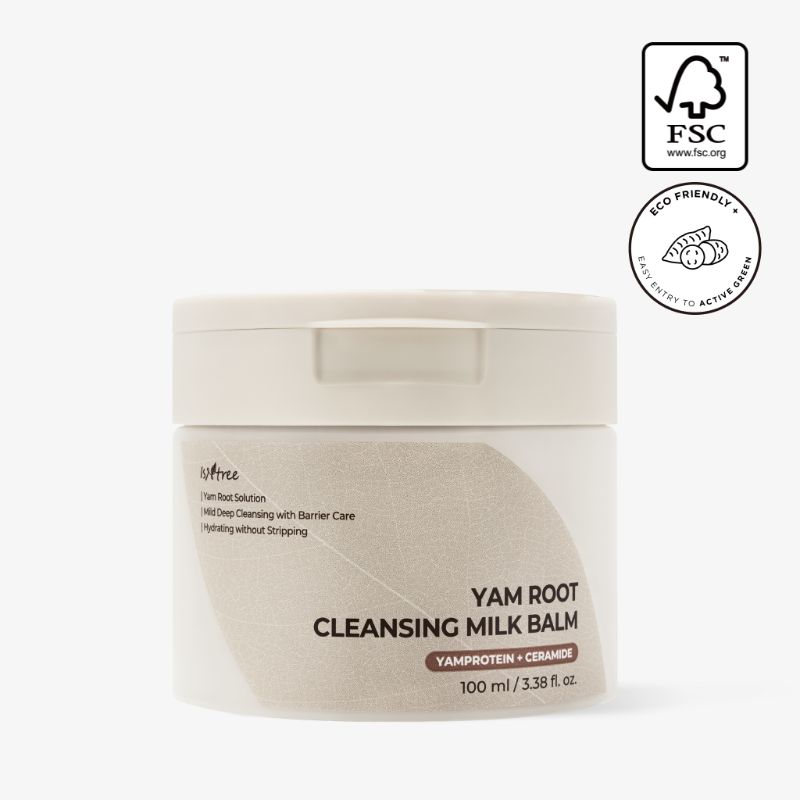 FSC
www.fsc.org
TM
ECO FRIENDLY +
EASY ENTRY TO ACTIVE GREEN
IsNtree
Yam Root Solution
Mild Deep Cleansing with Barrier Care
Hydrating without Stripping
YAM ROOT
CLEANSING MILK BALM
YAMPROTEIN + CERAMIDE
100 ml / 3.38 fl. oz.